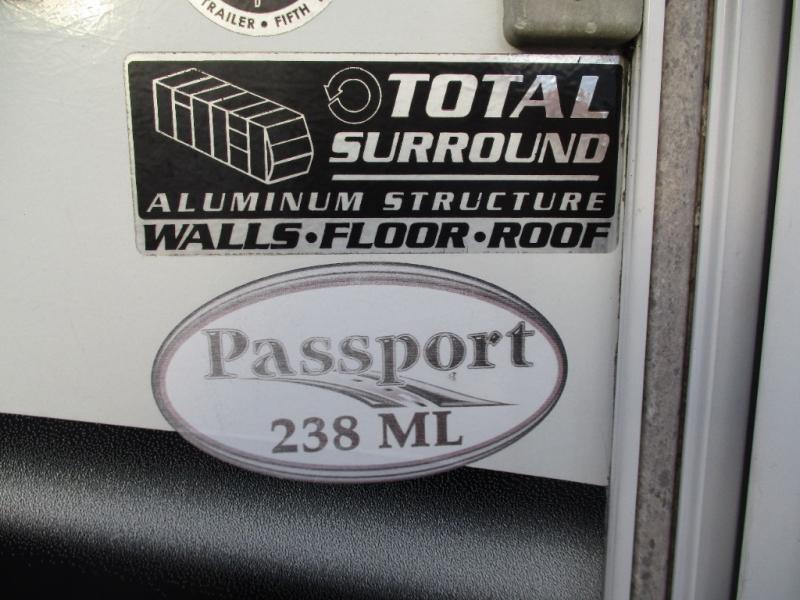 TRAILER • FIFTH
TOTAL
SURROUND
ALUMINUM STRUCTURE
WALLS•FLOOR•ROOF
Passport
238 ML